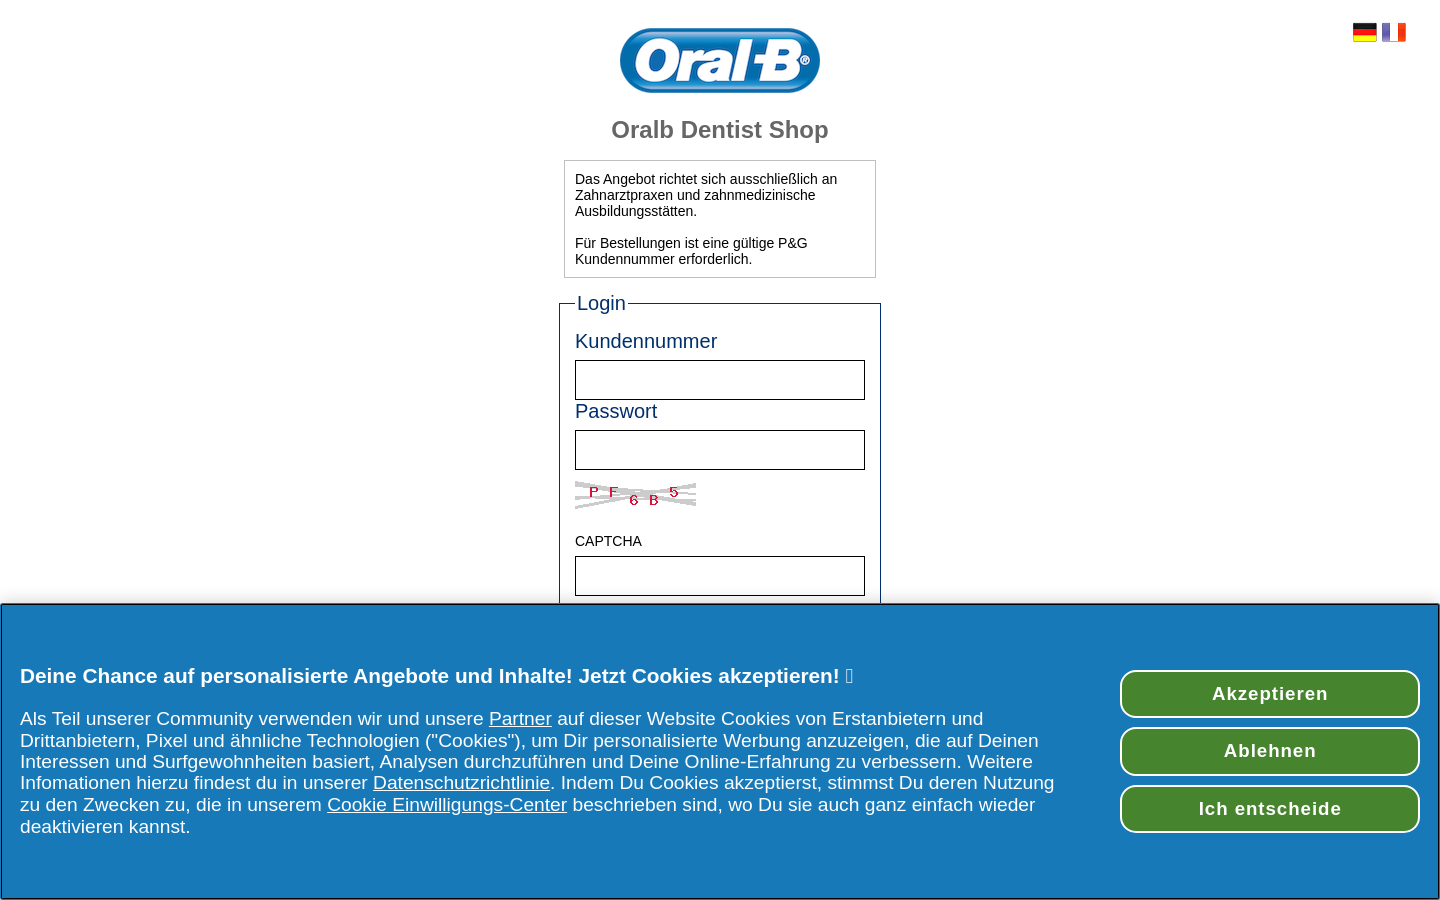 Oral-B®
Oralb Dentist Shop
Das Angebot richtet sich ausschließlich an
Zahnarztpraxen und zahnmedizinische
Ausbildungsstätten.
Für Bestellungen ist eine gültige P&G
Kundennummer erforderlich.
Login
Kundennummer
Passwort
PF6B5
CAPTCHA
Deine Chance auf personalisierte Angebote und Inhalte! Jetzt Cookies akzeptieren!
Als Teil unserer Community verwenden wir und unsere Partner auf dieser Website Cookies von Erstanbietern und
Drittanbietern, Pixel und ähnliche Technologien ("Cookies"), um Dir personalisierte Werbung anzuzeigen, die auf Deinen
Interessen und Surfgewohnheiten basiert, Analysen durchzuführen und Deine Online-Erfahrung zu verbessern. Weitere
Infomationen hierzu findest du in unserer Datenschutzrichtlinie. Indem Du Cookies akzeptierst, stimmst Du deren Nutzung
zu den Zwecken zu, die in unserem Cookie Einwilligungs-Center beschrieben sind, wo Du sie auch ganz einfach wieder
deaktivieren kannst.
Akzeptieren
Ablehnen
Ich entscheide